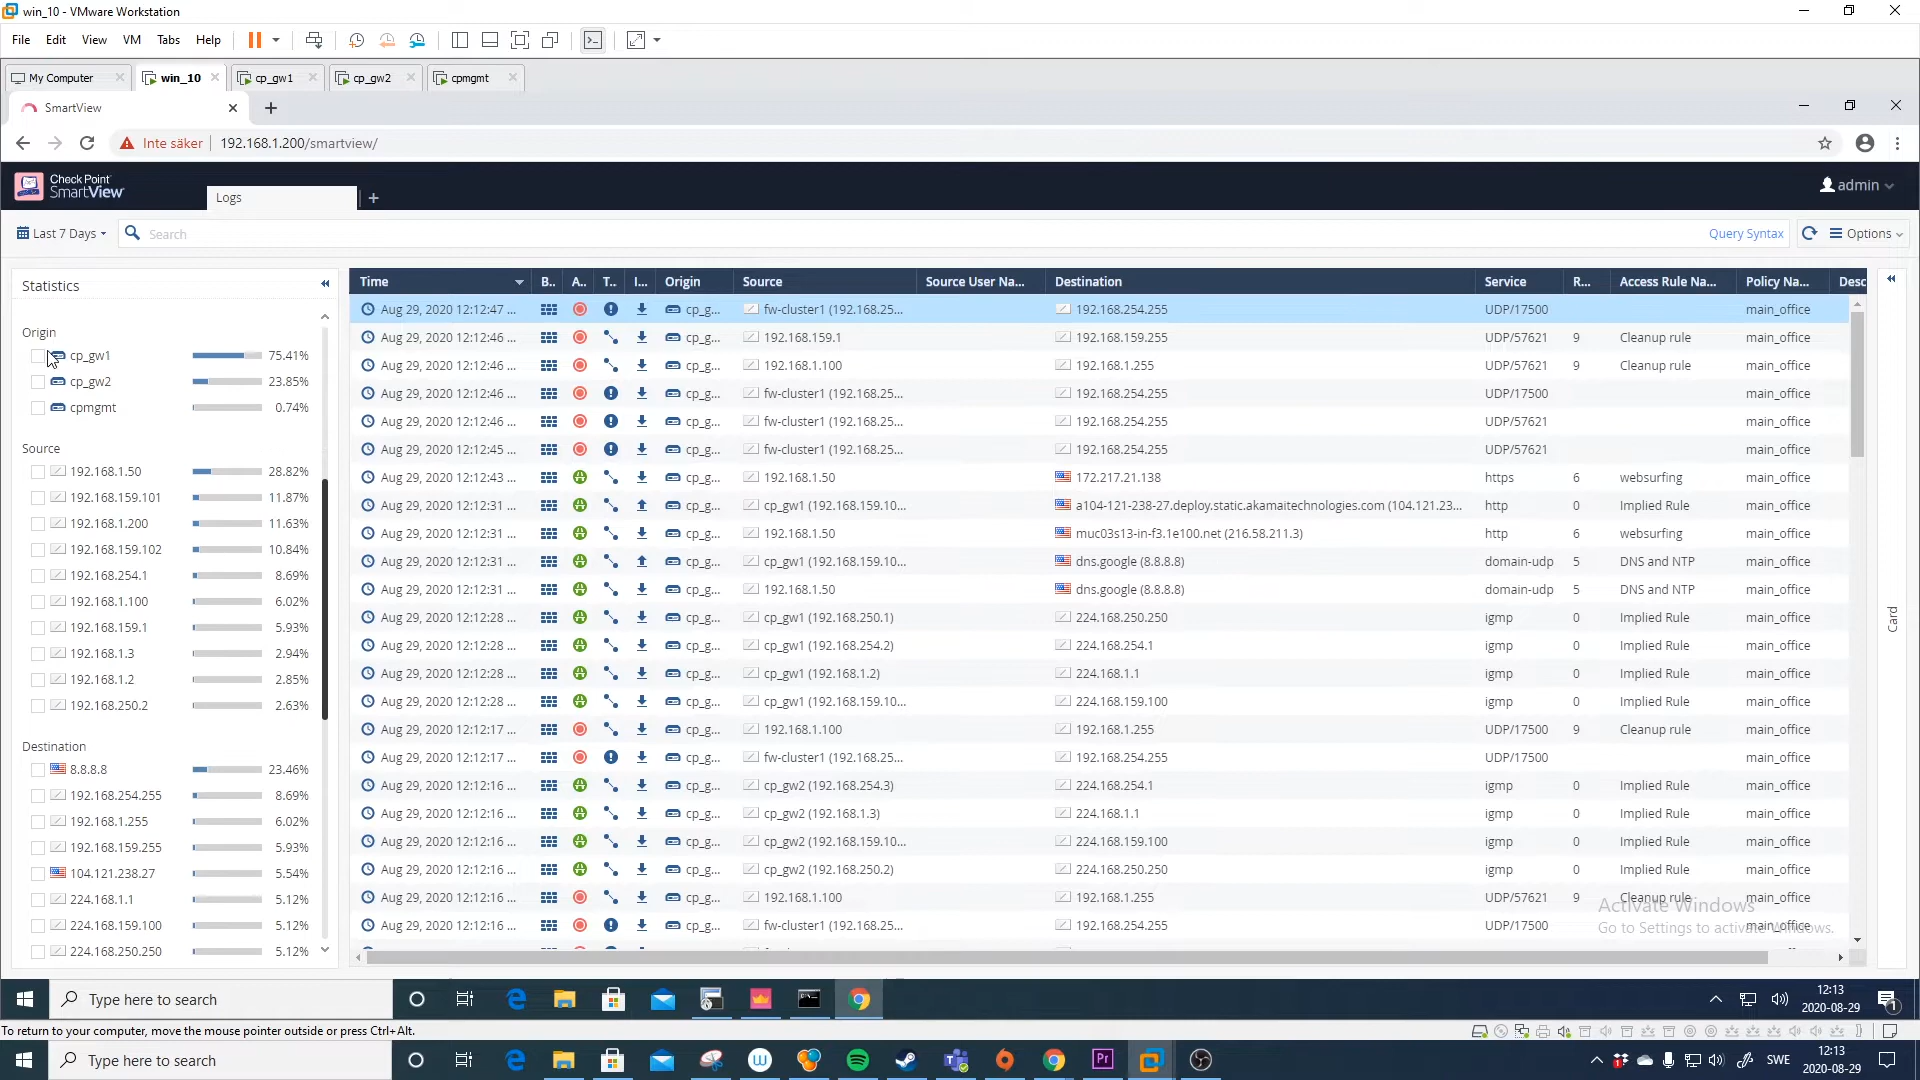 win_10 - VMware Workstation
File Edit View VM Tabs Help
My Computer win_10 cp_gw1 cp_gw2 cpmgmt
SmartView
Inte säker 192.168.1.200/smartview/
Check Point
SmartView
Logs
admin
Last 7 Days Search Query Syntax Options
Statistics
Origin
cp_gw1 75.41%
cp_gw2 23.85%
cpmgmt 0.74%
Source
192.168.1.50 28.82%
192.168.159.101 11.87%
192.168.1.200 11.63%
192.168.159.102 10.84%
192.168.254.1 8.69%
192.168.1.100 6.02%
192.168.159.1 5.93%
192.168.1.3 2.94%
192.168.1.2 2.85%
192.168.250.2 2.63%
Destination
8.8.8.8 23.46%
192.168.254.255 8.69%
192.168.1.255 6.02%
192.168.159.255 5.93%
104.121.238.27 5.54%
224.168.1.1 5.12%
224.168.159.100 5.12%
224.168.250.250 5.12%
Time B.. A.. T.. I... Origin Source Source User Na... Destination Service R... Access Rule Na... Policy Na... Desc
Aug 29, 2020 12:12:47 ... cp_g... fw-cluster1 (192.168.25... 192.168.254.255 UDP/17500 main_office
Aug 29, 2020 12:12:46 ... cp_g... 192.168.159.1 192.168.159.255 UDP/57621 9 Cleanup rule main_office
Aug 29, 2020 12:12:46 ... cp_g... 192.168.1.100 192.168.1.255 UDP/57621 9 Cleanup rule main_office
Aug 29, 2020 12:12:46 ... cp_g... fw-cluster1 (192.168.25... 192.168.254.255 UDP/17500 main_office
Aug 29, 2020 12:12:46 ... cp_g... fw-cluster1 (192.168.25... 192.168.254.255 UDP/57621 main_office
Aug 29, 2020 12:12:45 ... cp_g... fw-cluster1 (192.168.25... 192.168.254.255 UDP/57621 main_office
Aug 29, 2020 12:12:43 ... cp_g... 192.168.1.50 172.217.21.138 https 6 websurfing main_office
Aug 29, 2020 12:12:31 ... cp_g... cp_gw1 (192.168.159.10... a104-121-238-27.deploy.static.akamaitechnologies.com (104.121.23... http 0 Implied Rule main_office
Aug 29, 2020 12:12:31 ... cp_g... 192.168.1.50 muc03s13-in-f3.1e100.net (216.58.211.3) http 6 websurfing main_office
Aug 29, 2020 12:12:31 ... cp_g... cp_gw1 (192.168.159.10... dns.google (8.8.8.8) domain-udp 5 DNS and NTP main_office
Aug 29, 2020 12:12:31 ... cp_g... 192.168.1.50 dns.google (8.8.8.8) domain-udp 5 DNS and NTP main_office
Aug 29, 2020 12:12:28 ... cp_g... cp_gw1 (192.168.250.1) 224.168.250.250 igmp 0 Implied Rule main_office
Aug 29, 2020 12:12:28 ... cp_g... cp_gw1 (192.168.254.2) 224.168.254.1 igmp 0 Implied Rule main_office
Aug 29, 2020 12:12:28 ... cp_g... cp_gw1 (192.168.1.2) 224.168.1.1 igmp 0 Implied Rule main_office
Aug 29, 2020 12:12:28 ... cp_g... cp_gw1 (192.168.159.10... 224.168.159.100 igmp 0 Implied Rule main_office
Aug 29, 2020 12:12:17 ... cp_g... 192.168.1.100 192.168.1.255 UDP/17500 9 Cleanup rule main_office
Aug 29, 2020 12:12:17 ... cp_g... fw-cluster1 (192.168.25... 192.168.254.255 UDP/17500 main_office
Aug 29, 2020 12:12:16 ... cp_g... cp_gw2 (192.168.254.3) 224.168.254.1 igmp 0 Implied Rule main_office
Aug 29, 2020 12:12:16 ... cp_g... cp_gw2 (192.168.1.3) 224.168.1.1 igmp 0 Implied Rule main_office
Aug 29, 2020 12:12:16 ... cp_g... cp_gw2 (192.168.159.10... 224.168.159.100 igmp 0 Implied Rule main_office
Aug 29, 2020 12:12:16 ... cp_g... cp_gw2 (192.168.250.2) 224.168.250.250 igmp 0 Implied Rule main_office
Aug 29, 2020 12:12:16 ... cp_g... 192.168.1.100 192.168.1.255 UDP/57621 9 Cleanup rule main_office
Aug 29, 2020 12:12:16 ... cp_g... fw-cluster1 (192.168.25... 192.168.254.255 UDP/17500 main_office
Card
Activate Windows
Go to Settings to activate Windows.
Type here to search 12:13
2020-08-29
To return to your computer, move the mouse pointer outside or press Ctrl+Alt.
Type here to search SWE 12:13
2020-08-29